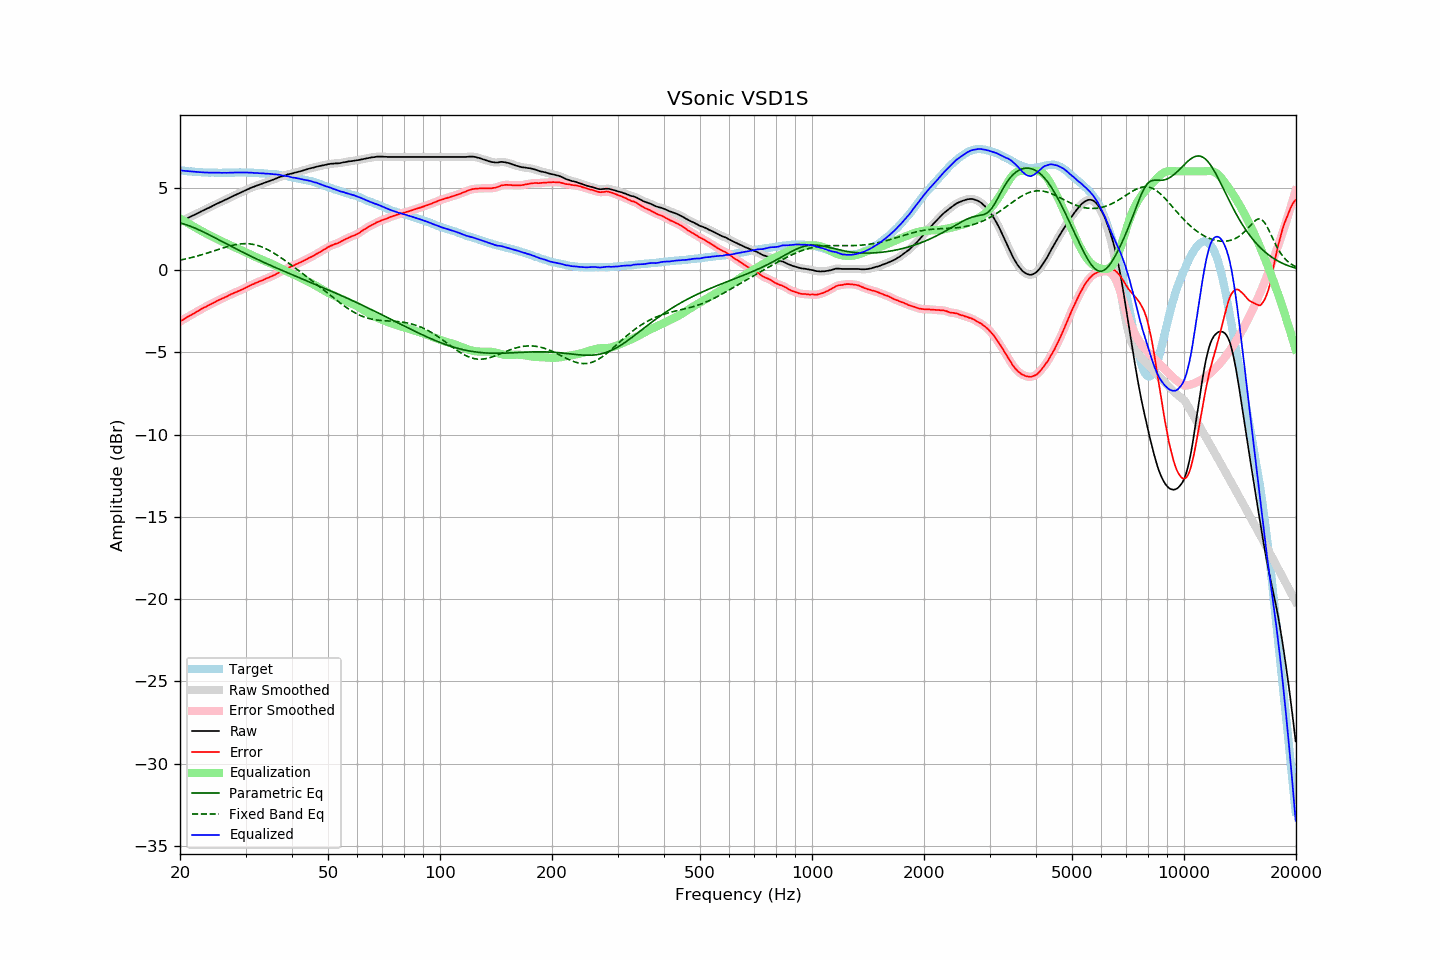 VSonic VSD1S
5
0
−5
−10
−15
−20
−25
−30
−35
Amplitude (dBr)
Target
Raw Smoothed
Error Smoothed
Raw
Error
Equalization
Parametric Eq
Fixed Band Eq
Equalized
20 50 100 200 500 1000 2000 5000 10000 20000
Frequency (Hz)